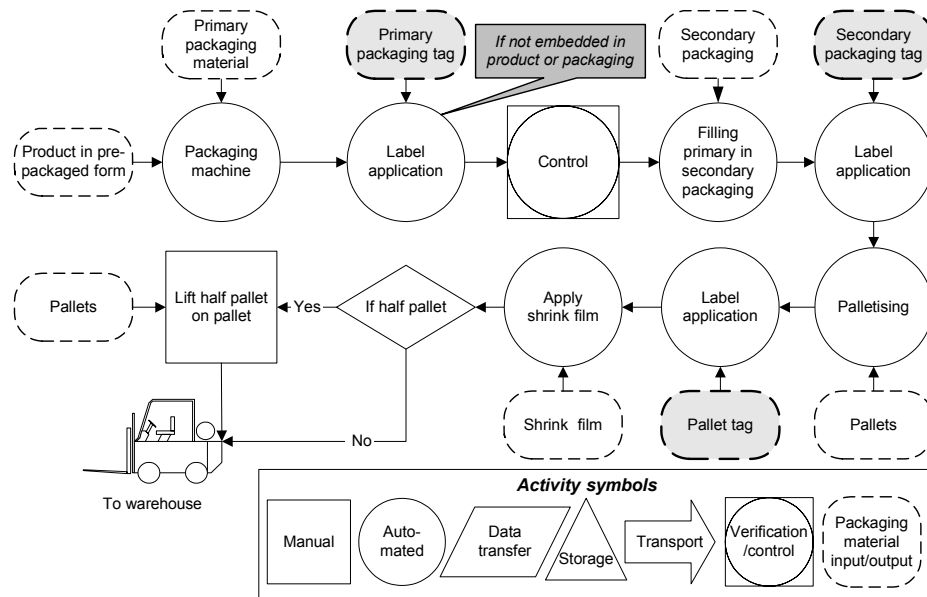 Primary
packaging
material
Primary
packaging tag
If not embedded in
product or packaging
Secondary
packaging
Secondary
packaging tag
Product in pre-
packaged form
Packaging
machine
Label
application
Control
Filling
primary in
secondary
packaging
Label
application
Pallets
Lift half pallet
on pallet
Yes
If half pallet
Apply
shrink film
Label
application
Palletising
No
Shrink film
Pallet tag
Pallets
To warehouse
Activity symbols
Manual
Auto-
mated
Data
transfer
Storage
Transport
Verification
/control
Packaging
material
input/output